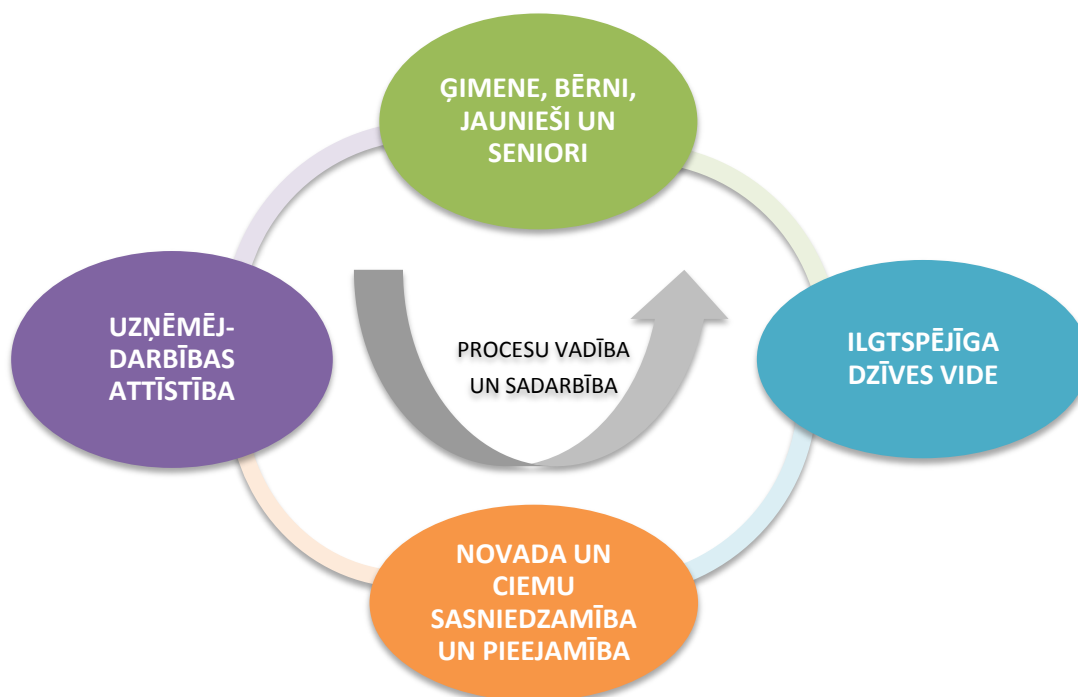 ĢIMENE, BĒRNI,
JAUNIEŠI UN
SENIORI
UZŅĒMĒJ-
DARBĪBAS
ATTĪSTĪBA
PROCESU VADĪBA
UN SADARBĪBA
ILGTSPĒJĪGA
DZĪVES VIDE
NOVADA UN
CIEMU
SASNIEDZAMĪBA
UN PIEEJAMĪBA